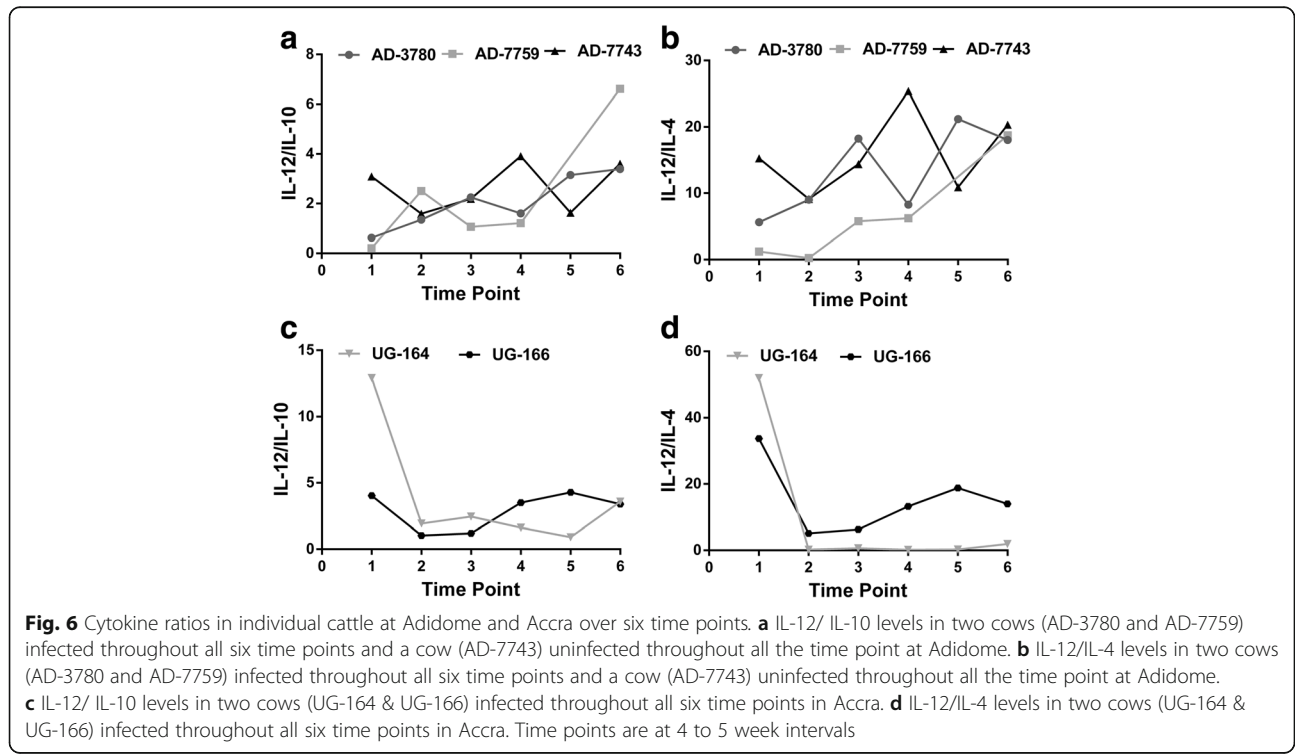 a
AD-3780 AD-7759 AD-7743
8
6
4
2
0
IL-12/IL-10
0 1 2 3 4 5 6
Time Point
b
AD-3780 AD-7759 AD-7743
30
20
10
0
IL-12/IL-4
0 1 2 3 4 5 6
Time Point
c
UG-164 UG-166
15
10
5
0
IL-12/IL-10
0 1 2 3 4 5 6
Time Point
d
UG-164 UG-166
60
40
20
0
IL-12/IL-4
0 1 2 3 4 5 6
Time Point
Fig. 6 Cytokine ratios in individual cattle at Adidome and Accra over six time points. a IL-12/ IL-10 levels in two cows (AD-3780 and AD-7759)
infected throughout all six time points and a cow (AD-7743) uninfected throughout all the time point at Adidome. b IL-12/IL-4 levels in two cows
(AD-3780 and AD-7759) infected throughout all six time points and a cow (AD-7743) uninfected throughout all the time point at Adidome.
c IL-12/ IL-10 levels in two cows (UG-164 & UG-166) infected throughout all six time points in Accra. d IL-12/IL-4 levels in two cows (UG-164 &
UG-166) infected throughout all six time points in Accra. Time points are at 4 to 5 week intervals